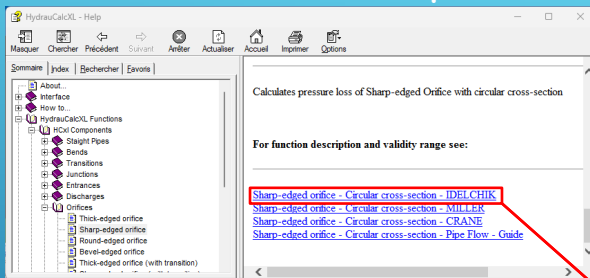 HydrauCalcXL - Help
Masquer Chercher Précédent Suivant Arrêter Actualiser Accueil Imprimer Options
Sommaire Index Rechercher Favoris
About...
Interface
How to...
HydrauCalcXL Functions
HCxl Components
Staight Pipes
Bends
Transitions
Junctions
Entrances
Discharges
Orifices
Thick-edged orifice
Sharp-edged orifice
Round-edged orifice
Bevel-edged orifice
Thick-edged orifice (with transition)
Calculates pressure loss of Sharp-edged Orifice with circular cross-section
For function description and validity range see:
Sharp-edged orifice - Circular cross-section - IDELCHIK
Sharp-edged orifice - Circular cross-section - MILLER
Sharp-edged orifice - Circular cross-section - CRANE
Sharp-edged orifice - Circular cross-section - Pipe Flow - Guide